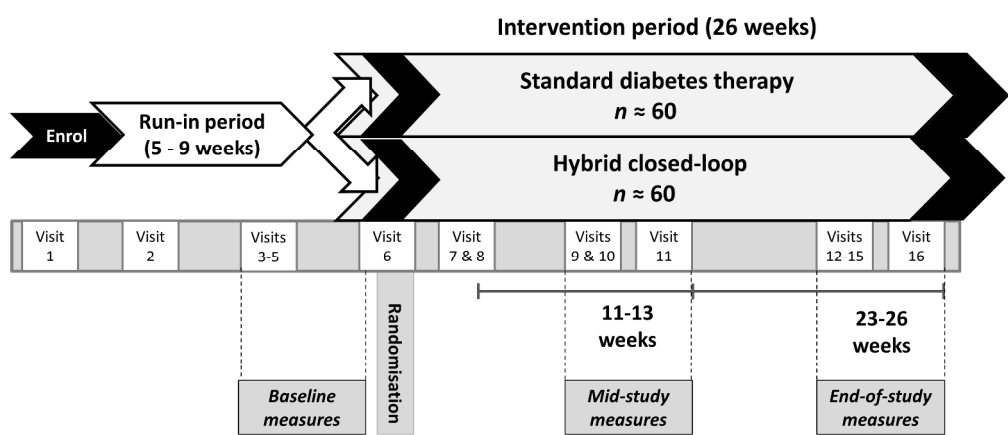 Intervention period (26 weeks)
Standard diabetes therapy
n ≈ 60
Enrol
Run-in period
(5 - 9 weeks)
Hybrid closed-loop
n ≈ 60
Visit
1
Visit
2
Visits
3-5
Visit
6
Visit
7 & 8
Visits
9 & 10
Visit
11
Visits
12 15
Visit
16
Randomisation
11-13
weeks
23-26
weeks
Baseline
measures
Mid-study
measures
End-of-study
measures